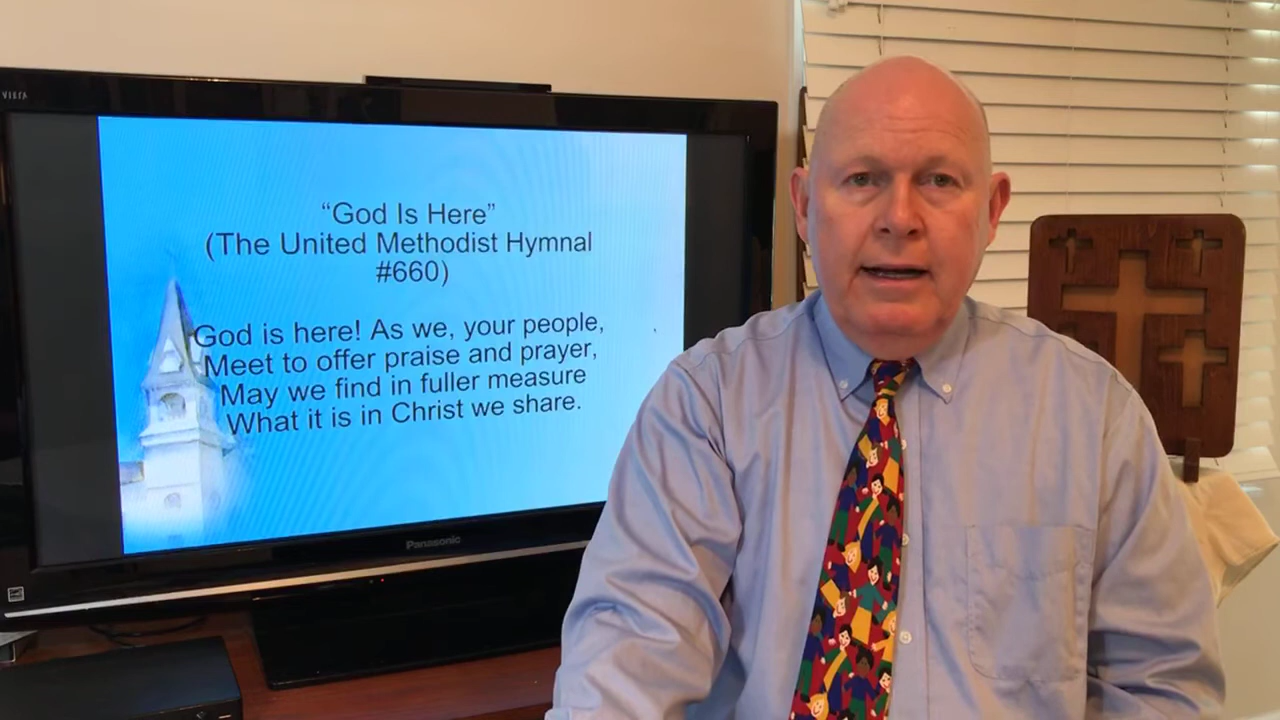 VIERA
“God Is Here”
(The United Methodist Hymnal
#660)
God is here! As we, your people,
Meet to offer praise and prayer,
May we find in fuller measure
What it is in Christ we share.
Panasonic